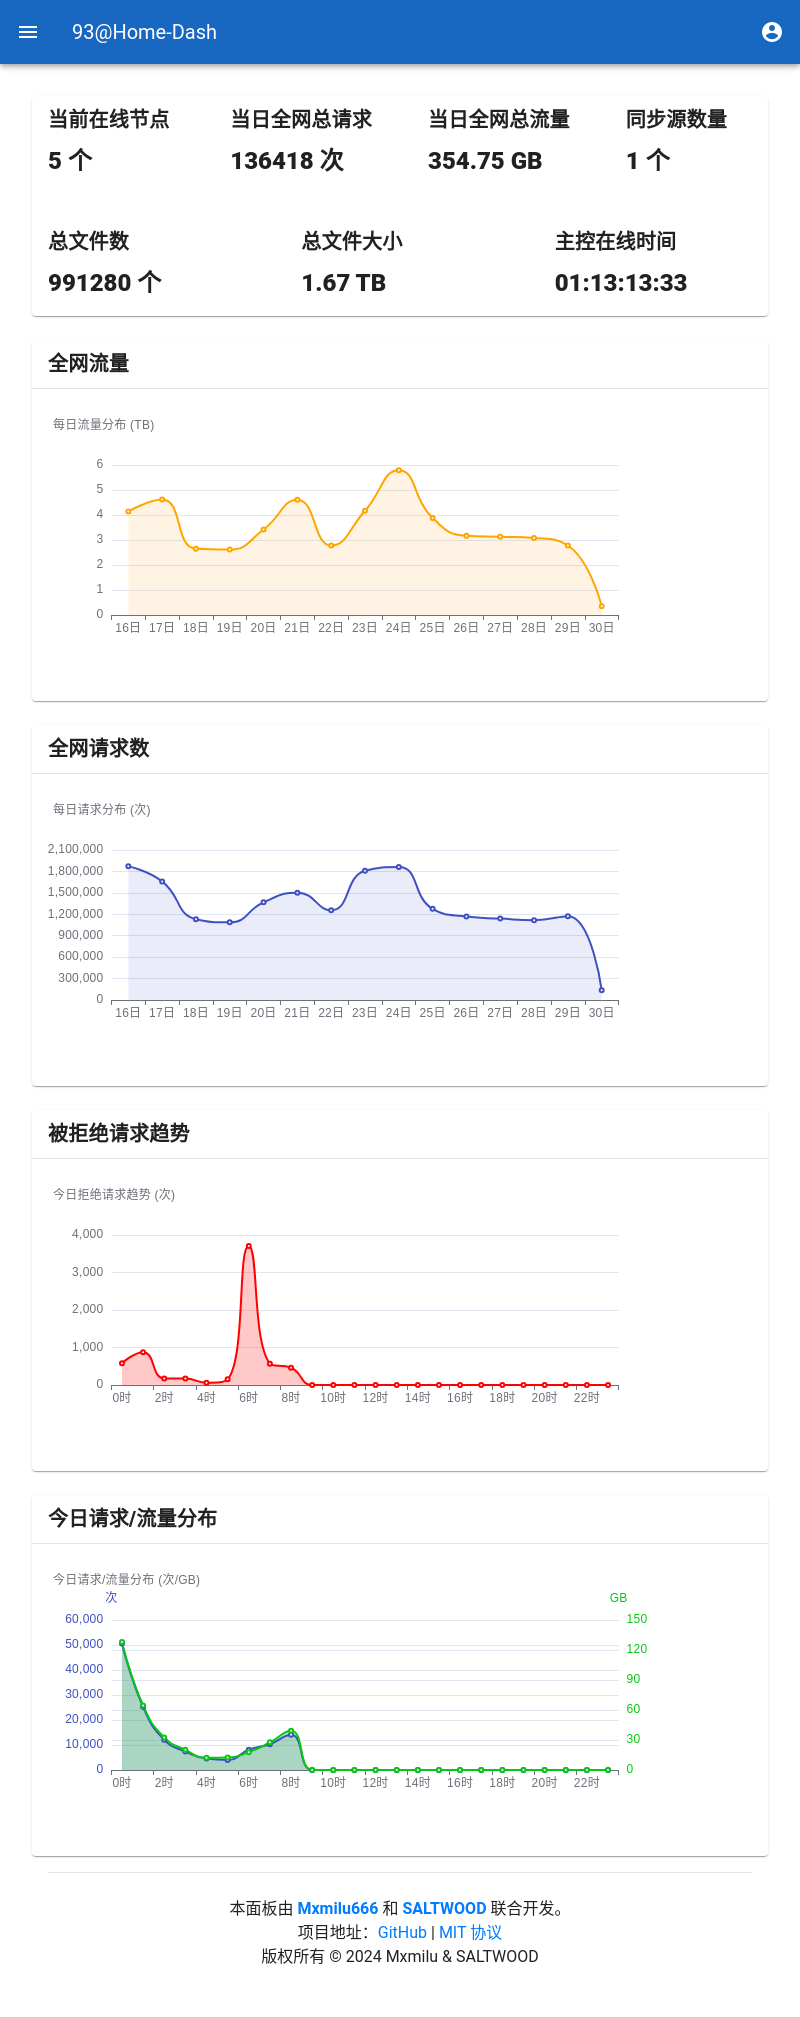 93@Home-Dash
当前在线节点 当日全网总请求 当日全网总流量 同步源数量
5 个 136418 次 354.75 GB 1 个
总文件数 总文件大小 主控在线时间
991280 个 1.67 TB 01:13:13:33
全网流量
每日流量分布 (TB)
6
5
4
3
2
1
0
16日 17日 18日 19日 20日 21日 22日 23日 24日 25日 26日 27日 28日 29日 30日
全网请求数
每日请求分布 (次)
2,100,000
1,800,000
1,500,000
1,200,000
900,000
600,000
300,000
0
16日 17日 18日 19日 20日 21日 22日 23日 24日 25日 26日 27日 28日 29日 30日
被拒绝请求趋势
今日拒绝请求趋势 (次)
4,000
3,000
2,000
1,000
0
0时 2时 4时 6时 8时 10时 12时 14时 16时 18时 20时 22时
今日请求/流量分布
今日请求/流量分布 (次/GB)
次 GB
60,000 150
50,000 120
40,000 90
30,000 60
20,000 30
10,000
0 0
0时 2时 4时 6时 8时 10时 12时 14时 16时 18时 20时 22时
本面板由 Mxmilu666 和 SALTWOOD 联合开发。
项目地址：GitHub | MIT 协议
版权所有 © 2024 Mxmilu & SALTWOOD